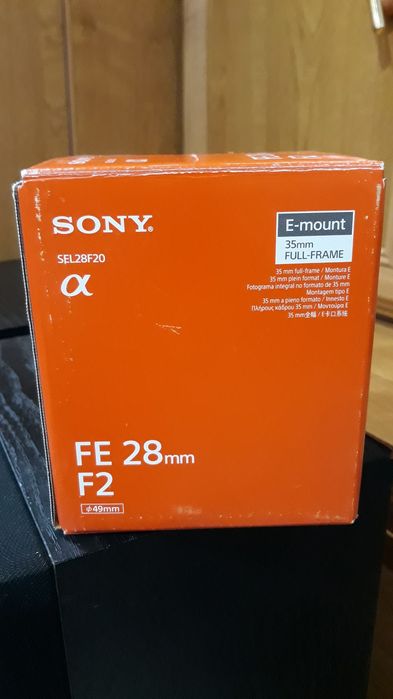 SONY®
SEL28F20
α
E-mount
35mm
FULL-FRAME
35 mm full-frame / Montura E
35 mm plein format / Monture E
Fotograma integral no formato de 35 mm
Montagem tipo E
35 mm a pieno formato / Innesto E
Πλήρους κάδρου 35 mm / Μοντούρα E
35 mm全幅 / E卡口系统
FE 28mm
F2
ϕ49mm